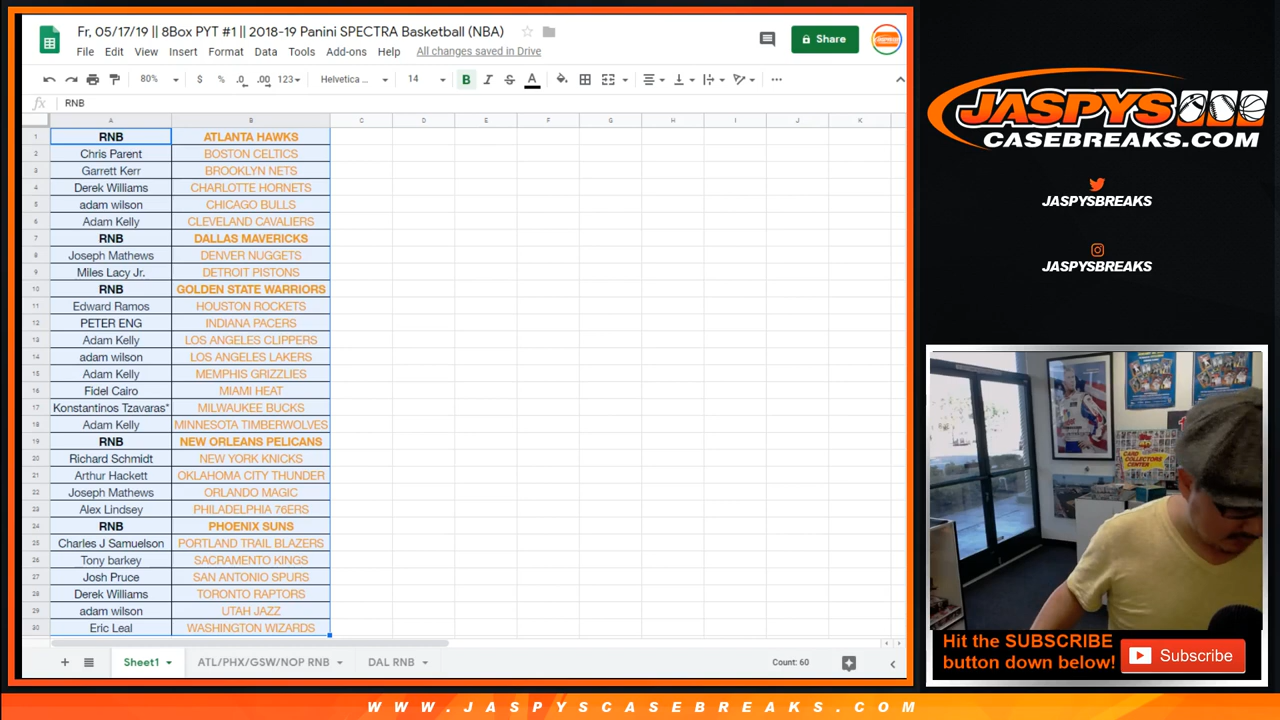 Fr, 05/17/19 || 8Box PYT #1 || 2018-19 Panini SPECTRA Basketball (NBA)
File Edit View Insert Format Data Tools Add-ons Help All changes saved in Drive
Share
80% $ % .0 .00 123 Helvetica ... 14 B I S A
fx RNB
A B C D E F G H I J K
1 RNB ATLANTA HAWKS
2 Chris Parent BOSTON CELTICS
3 Garrett Kerr BROOKLYN NETS
4 Derek Williams CHARLOTTE HORNETS
5 adam wilson CHICAGO BULLS
6 Adam Kelly CLEVELAND CAVALIERS
7 RNB DALLAS MAVERICKS
8 Joseph Mathews DENVER NUGGETS
9 Miles Lacy Jr. DETROIT PISTONS
10 RNB GOLDEN STATE WARRIORS
11 Edward Ramos HOUSTON ROCKETS
12 PETER ENG INDIANA PACERS
13 Adam Kelly LOS ANGELES CLIPPERS
14 adam wilson LOS ANGELES LAKERS
15 Adam Kelly MEMPHIS GRIZZLIES
16 Fidel Cairo MIAMI HEAT
17 Konstantinos Tzavaras* MILWAUKEE BUCKS
18 Adam Kelly MINNESOTA TIMBERWOLVES
19 RNB NEW ORLEANS PELICANS
20 Richard Schmidt NEW YORK KNICKS
21 Arthur Hackett OKLAHOMA CITY THUNDER
22 Joseph Mathews ORLANDO MAGIC
23 Alex Lindsey PHILADELPHIA 76ERS
24 RNB PHOENIX SUNS
25 Charles J Samuelson PORTLAND TRAIL BLAZERS
26 Tony barkey SACRAMENTO KINGS
27 Josh Pruce SAN ANTONIO SPURS
28 Derek Williams TORONTO RAPTORS
29 adam wilson UTAH JAZZ
30 Eric Leal WASHINGTON WIZARDS
Sheet1 ATL/PHX/GSW/NOP RNB DAL RNB Count: 60
JASPYS
CASEBREAKS.COM
JASPYSBREAKS
JASPYSBREAKS
CARD
COLLECTORS
CENTER
Hit the SUBSCRIBE
button down below!
Subscribe
WWW.JASPYSCASEBREAKS.COM